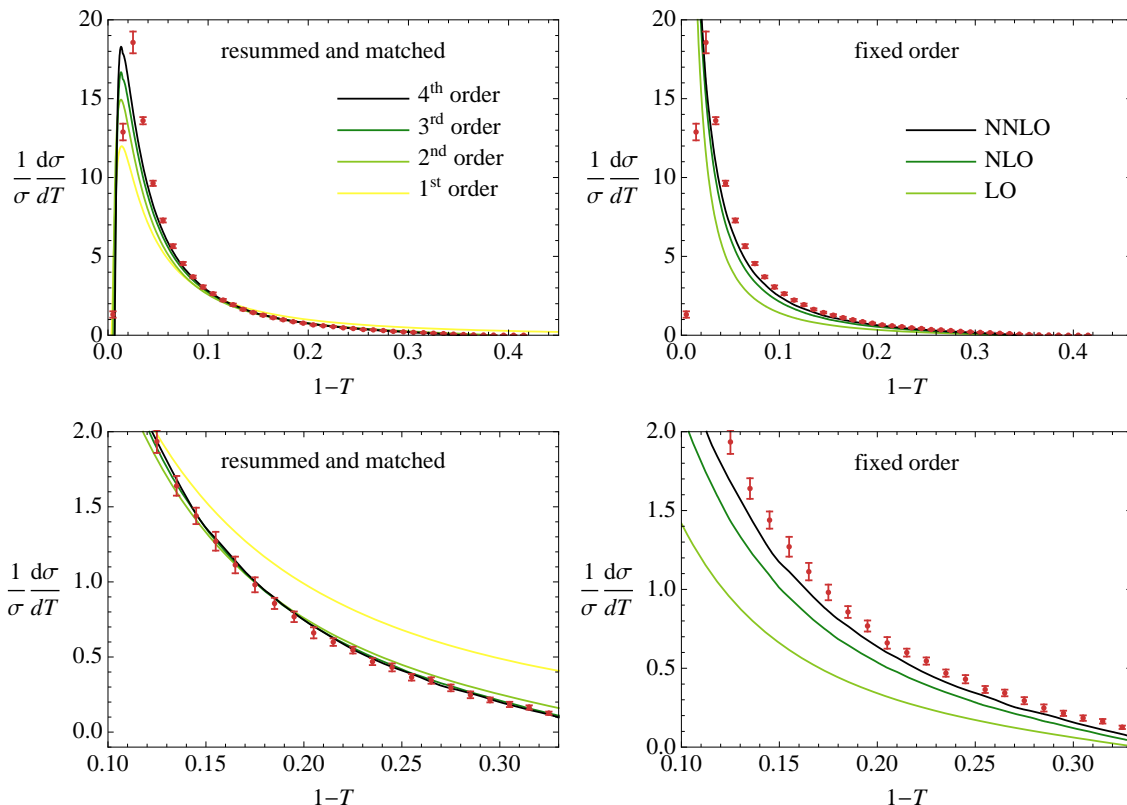 resummed and matched
4th order
3rd order
2nd order
1st order
1/σ dσ/dT
20
15
10
5
0
0.0 0.1 0.2 0.3 0.4
1−T
fixed order
NNLO
NLO
LO
1/σ dσ/dT
20
15
10
5
0
0.0 0.1 0.2 0.3 0.4
1−T
resummed and matched
1/σ dσ/dT
2.0
1.5
1.0
0.5
0.0
0.10 0.15 0.20 0.25 0.30
1−T
fixed order
1/σ dσ/dT
2.0
1.5
1.0
0.5
0.0
0.10 0.15 0.20 0.25 0.30
1−T